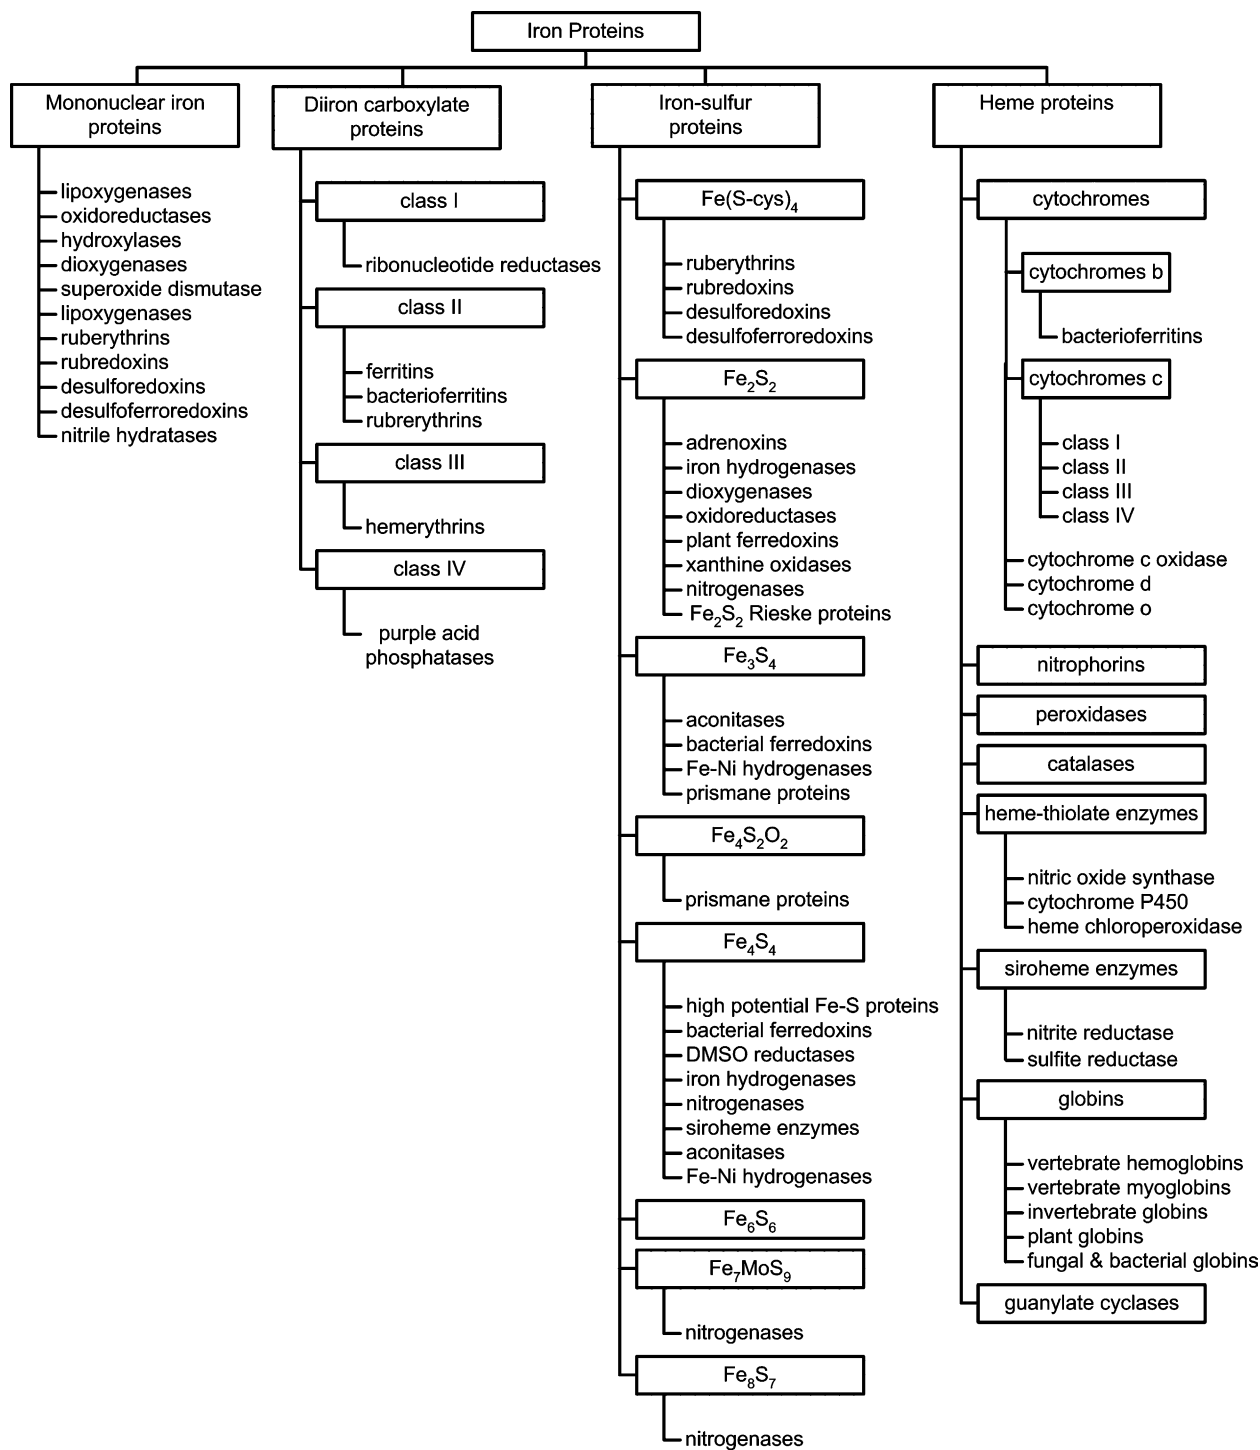 Iron Proteins
Mononuclear iron
proteins
lipoxygenases
oxidoreductases
hydroxylases
dioxygenases
superoxide dismutase
lipoxygenases
ruberythrins
rubredoxins
desulforedoxins
desulfoferroredoxins
nitrile hydratases
Diiron carboxylate
proteins
class I
ribonucleotide reductases
class II
ferritins
bacterioferritins
rubrerythrins
class III
hemerythrins
class IV
purple acid
phosphatases
Iron-sulfur
proteins
Fe(S-cys)₄
ruberythrins
rubredoxins
desulforedoxins
desulfoferroredoxins
Fe₂S₂
adrenoxins
iron hydrogenases
dioxygenases
oxidoreductases
plant ferredoxins
xanthine oxidases
nitrogenases
Fe₂S₂ Rieske proteins
Fe₃S₄
aconitases
bacterial ferredoxins
Fe-Ni hydrogenases
prismane proteins
Fe₄S₂O₂
prismane proteins
Fe₄S₄
high potential Fe-S proteins
bacterial ferredoxins
DMSO reductases
iron hydrogenases
nitrogenases
siroheme enzymes
aconitases
Fe-Ni hydrogenases
Fe₆S₆
Fe₇MoS₉
nitrogenases
Fe₈S₇
nitrogenases
Heme proteins
cytochromes
cytochromes b
bacterioferritins
cytochromes c
class I
class II
class III
class IV
cytochrome c oxidase
cytochrome d
cytochrome o
nitrophorins
peroxidases
catalases
heme-thiolate enzymes
nitric oxide synthase
cytochrome P450
heme chloroperoxidase
siroheme enzymes
nitrite reductase
sulfite reductase
globins
vertebrate hemoglobins
vertebrate myoglobins
invertebrate globins
plant globins
fungal & bacterial globins
guanylate cyclases